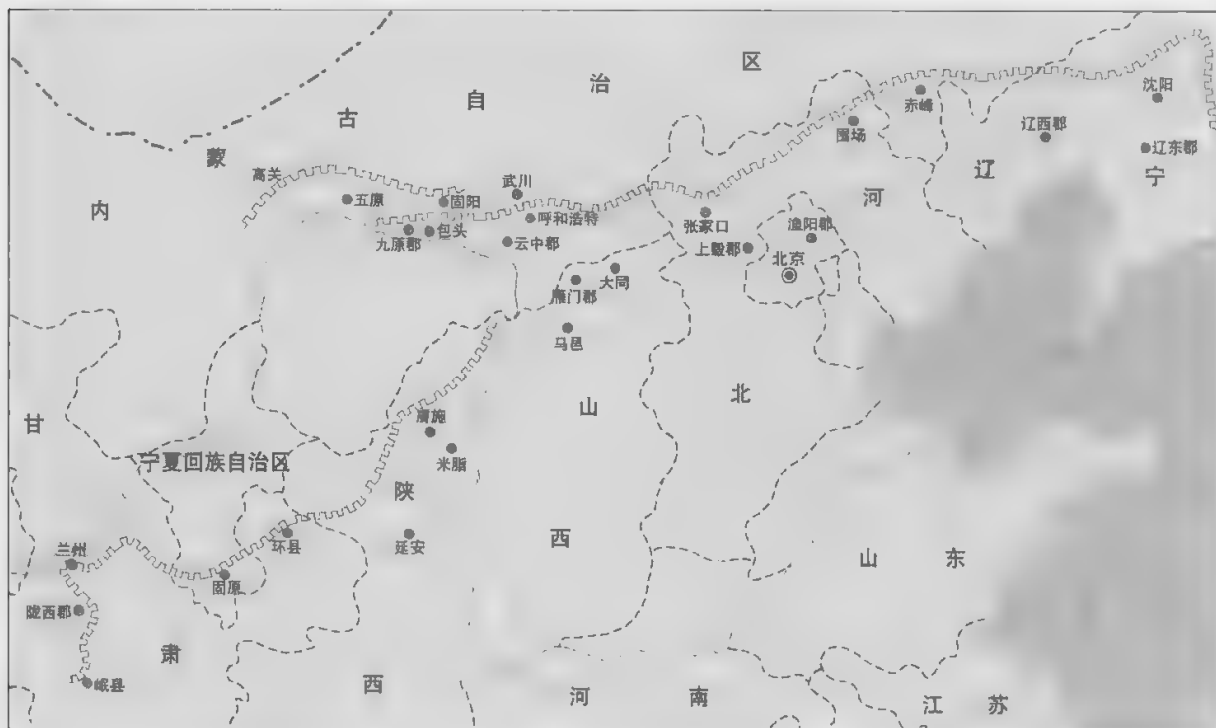 内蒙古自治区
沈阳
赤峰
围场
辽西郡
辽东郡
辽宁
高关
武川
五原
固阳
呼和浩特
张家口
渔阳郡
九原郡
包头
云中郡
上毂郡
北京
河北
大同
雁门郡
马邑
甘肃
山西
膚施
米脂
宁夏回族自治区
陕西
环县
延安
兰州
固原
山东
陇西郡
岷县
河南
江苏